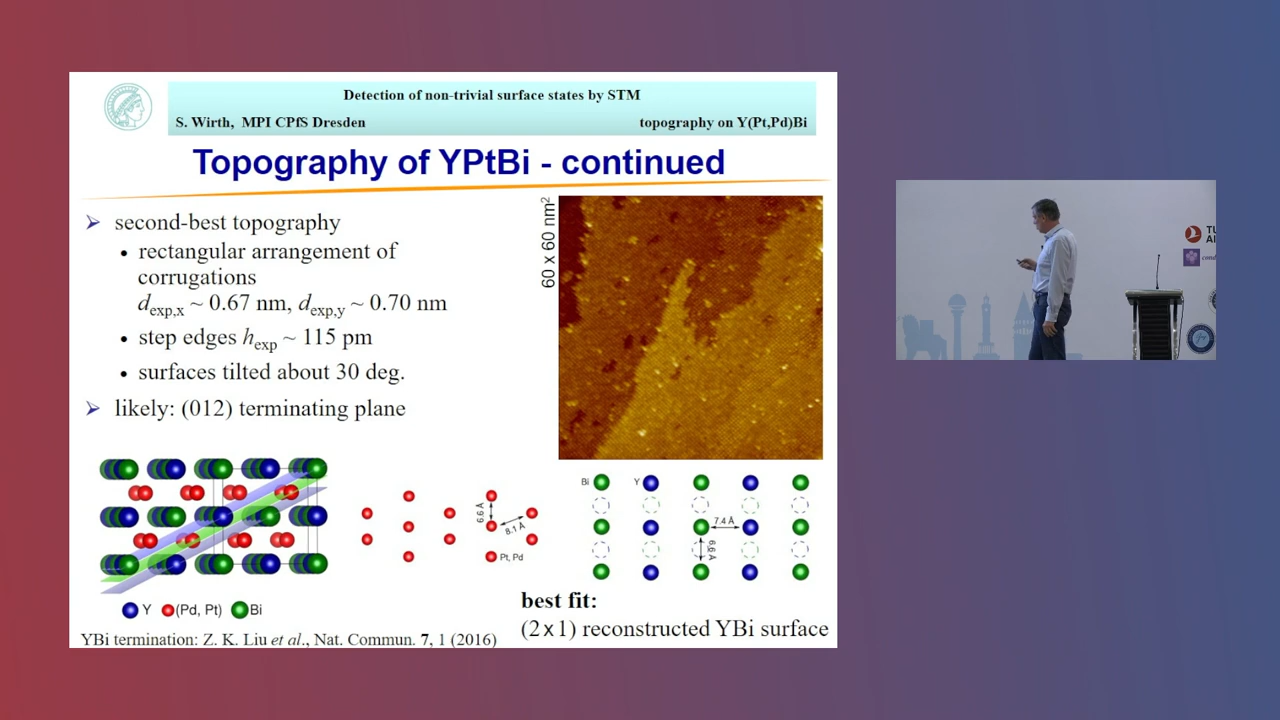 Detection of non-trivial surface states by STM
S. Wirth, MPI CPfS Dresden
topography on Y(Pt,Pd)Bi
Topography of YPtBi - continued
➢ second-best topography
• rectangular arrangement of
corrugations
dexp,x ~ 0.67 nm, dexp,y ~ 0.70 nm
• step edges hexp ~ 115 pm
• surfaces tilted about 30 deg.
➢ likely: (012) terminating plane
60 x 60 nm²
6.6 Å
8.1 Å
Pt, Pd
Bi
Y
7.4 Å
6.6 Å
Y (Pd, Pt) Bi
best fit:
(2x1) reconstructed YBi surface
YBi termination: Z. K. Liu et al., Nat. Commun. 7, 1 (2016)